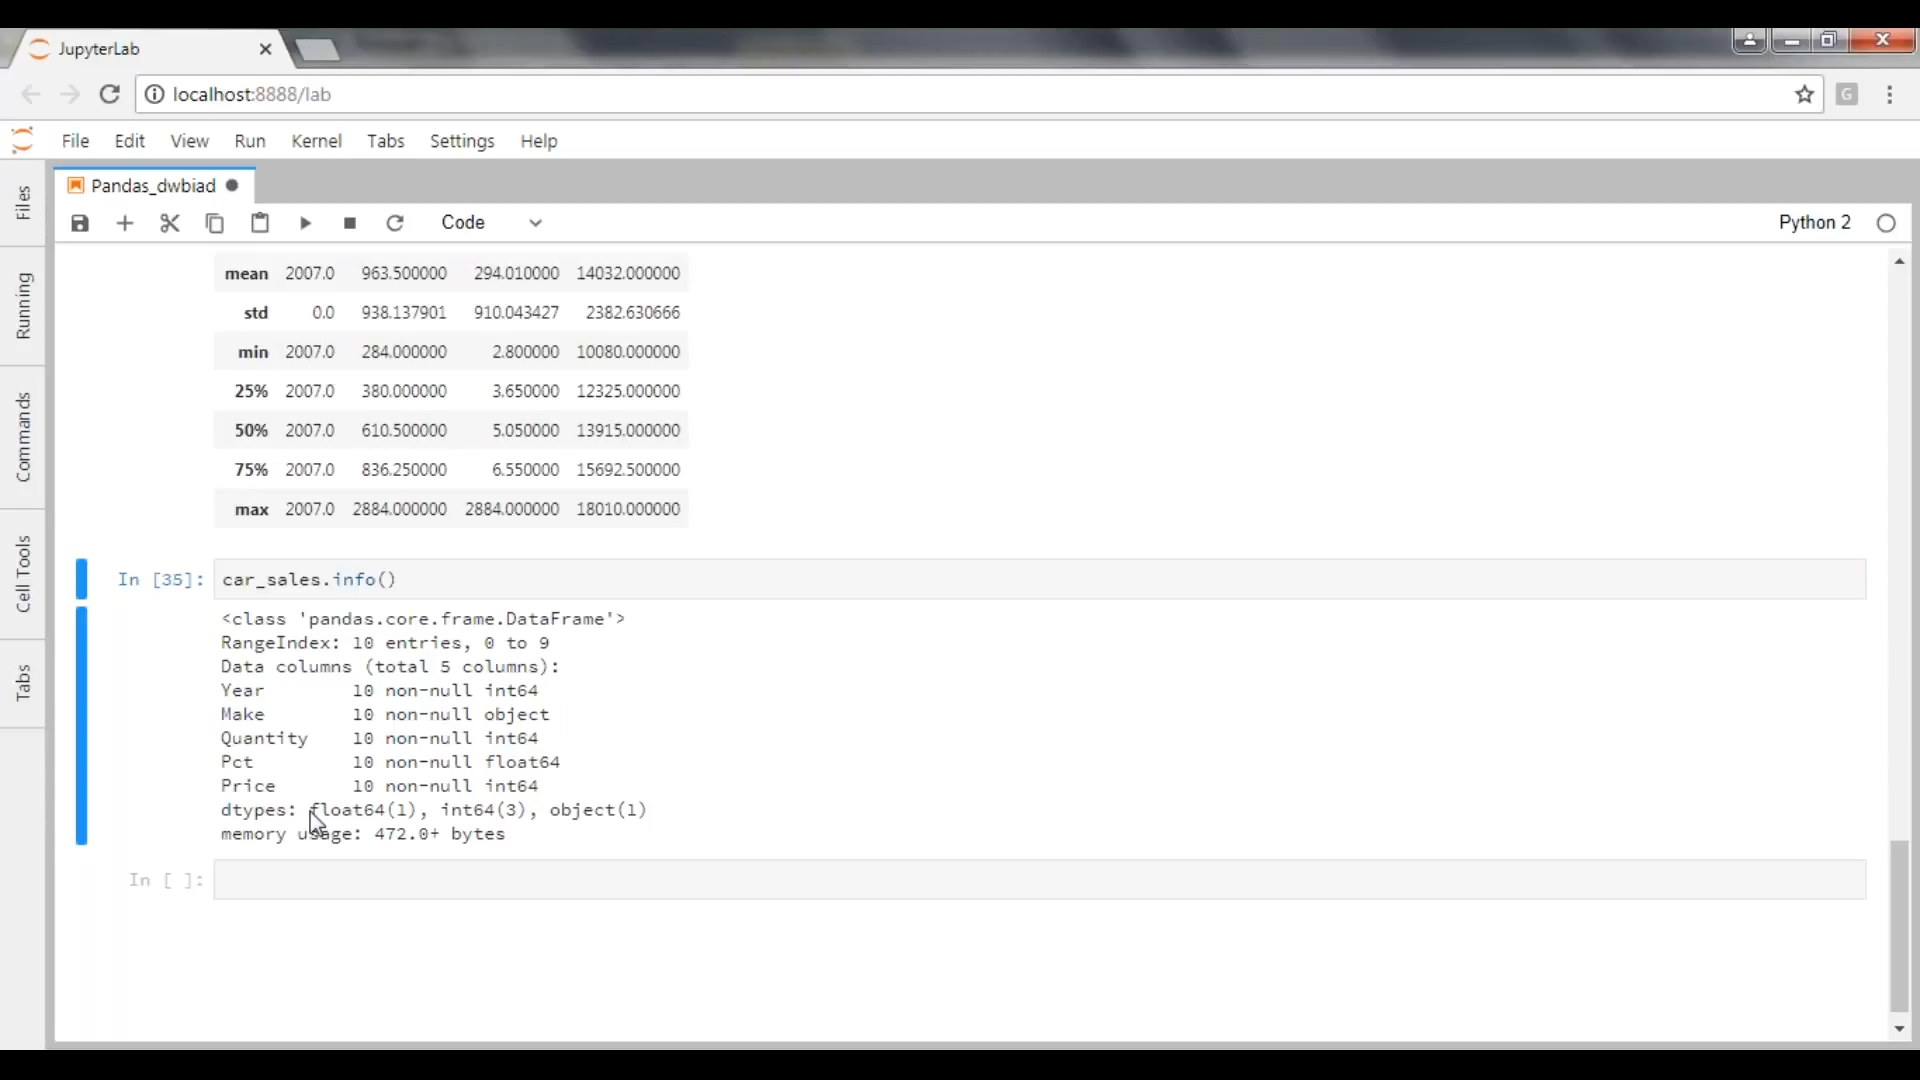 JupyterLab
localhost:8888/lab
G
File Edit View Run Kernel Tabs Settings Help
Pandas_dwbiad
Code
Python 2
Files
Running
Commands
Cell Tools
Tabs
mean 2007.0 963.500000 294.010000 14032.000000
std 0.0 938.137901 910.043427 2382.630666
min 2007.0 284.000000 2.800000 10080.000000
25% 2007.0 380.000000 3.650000 12325.000000
50% 2007.0 610.500000 5.050000 13915.000000
75% 2007.0 836.250000 6.550000 15692.500000
max 2007.0 2884.000000 2884.000000 18010.000000
In [35]: car_sales.info()
<class 'pandas.core.frame.DataFrame'>
RangeIndex: 10 entries, 0 to 9
Data columns (total 5 columns):
Year 10 non-null int64
Make 10 non-null object
Quantity 10 non-null int64
Pct 10 non-null float64
Price 10 non-null int64
dtypes: float64(1), int64(3), object(1)
memory usage: 472.0+ bytes
In [ ]: